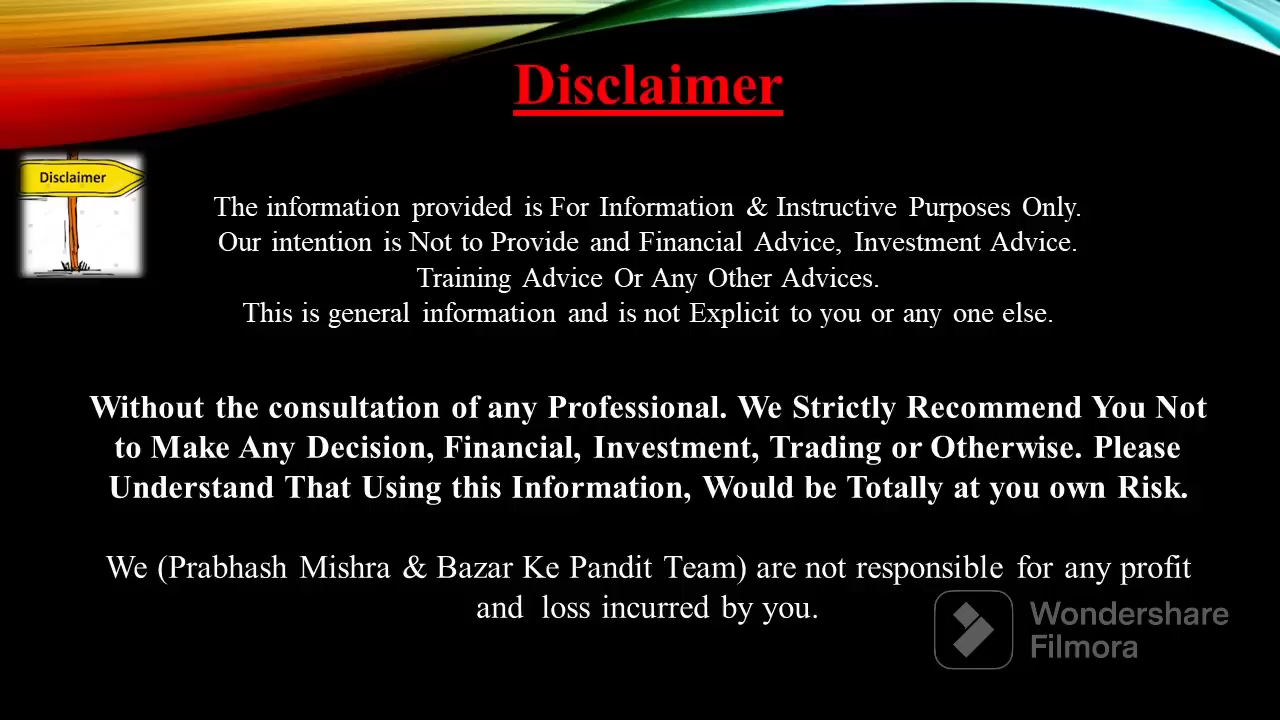 Disclaimer
Disclaimer
The information provided is For Information & Instructive Purposes Only.
Our intention is Not to Provide and Financial Advice, Investment Advice.
Training Advice Or Any Other Advices.
This is general information and is not Explicit to you or any one else.
Without the consultation of any Professional. We Strictly Recommend You Not
to Make Any Decision, Financial, Investment, Trading or Otherwise. Please
Understand That Using this Information, Would be Totally at you own Risk.
We (Prabhash Mishra & Bazar Ke Pandit Team) are not responsible for any profit
and loss incurred by you.
Wondershare
Filmora